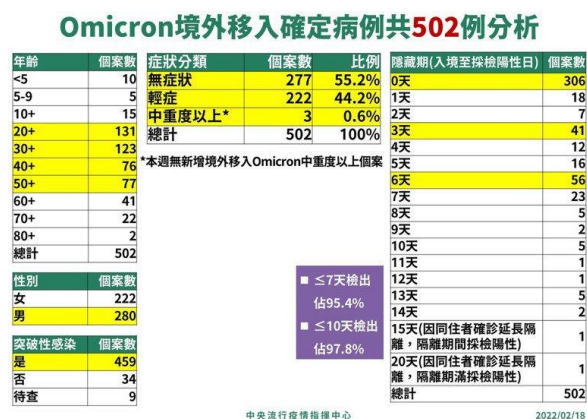 Omicron境外移入確定病例共502例分析
年齡 個案數
<5 10
5-9 5
10+ 15
20+ 131
30+ 123
40+ 76
50+ 77
60+ 41
70+ 22
80+ 2
總計 502
性別 個案數
女 222
男 280
突破性感染 個案數
是 459
否 34
待查 9
症狀分類 個案數 比例
無症狀 277 55.2%
輕症 222 44.2%
中重度以上* 3 0.6%
總計 502 100%
*本週無新增境外移入Omicron中重度以上個案
■ ≤7天檢出
佔95.4%
■ ≤10天檢出
佔97.8%
隱藏期(入境至採檢陽性日) 個案數
0天 306
1天 18
2天 7
3天 41
4天 12
5天 16
6天 56
7天 23
8天 5
9天 2
10天 5
11天 1
12天 1
13天 5
14天 2
15天(因同住者確診延長隔
離，隔離期間採檢陽性) 1
20天(因同住者確診延長隔
離，隔離期滿採檢陽性) 1
總計 502
中央流行疫情指揮中心
2022/02/18